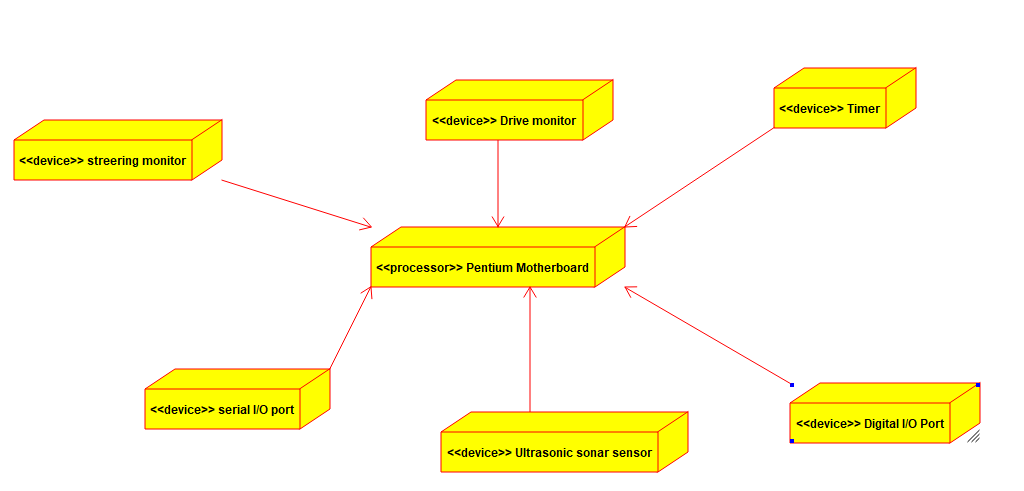 <<device>> Timer
<<device>> Drive monitor
<<device>> streering monitor
<<processor>> Pentium Motherboard
<<device>> serial I/O port
<<device>> Digital I/O Port
<<device>> Ultrasonic sonar sensor